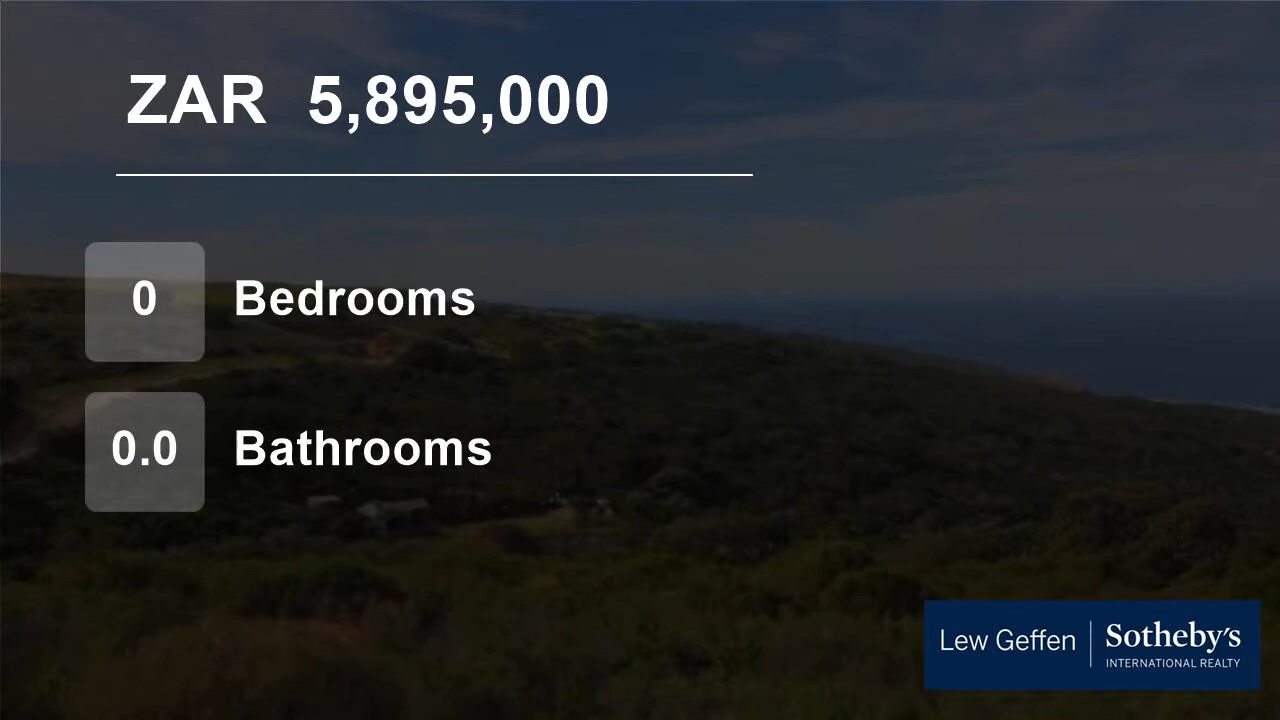 ZAR 5,895,000
0 Bedrooms
0.0 Bathrooms
Lew Geffen Sotheby's
INTERNATIONAL REALTY